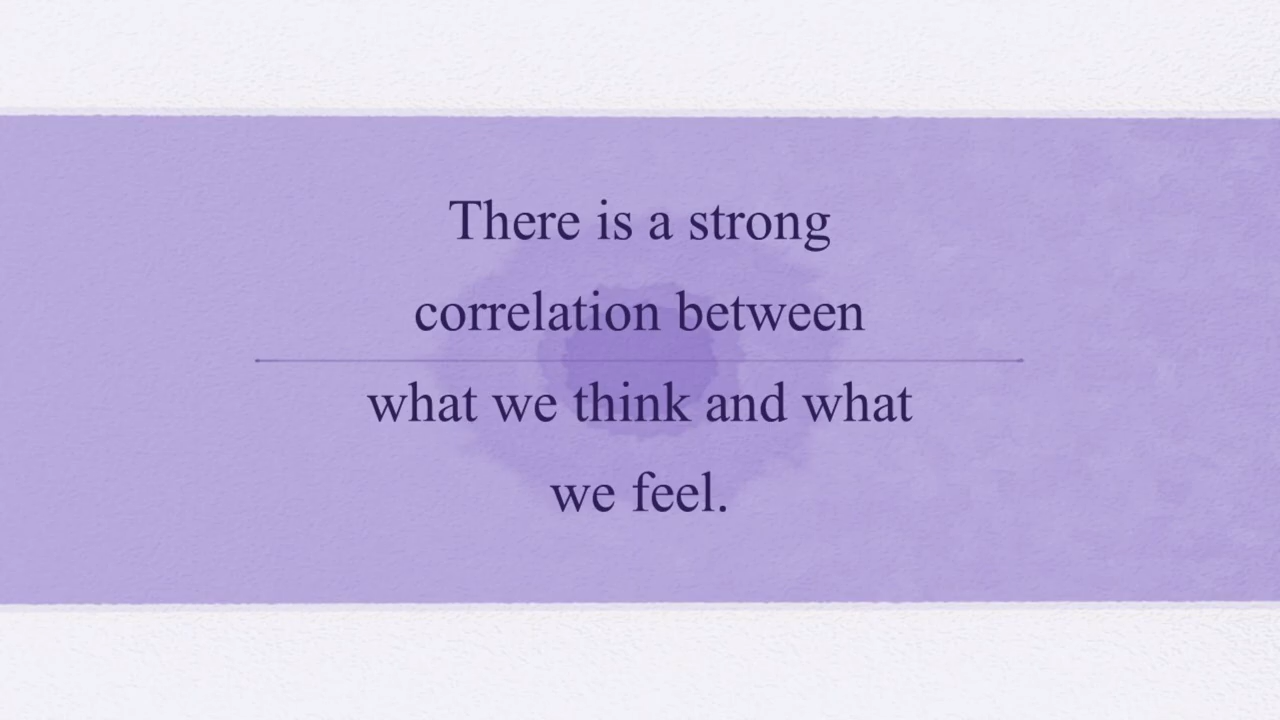 There is a strong
correlation between
what we think and what
we feel.